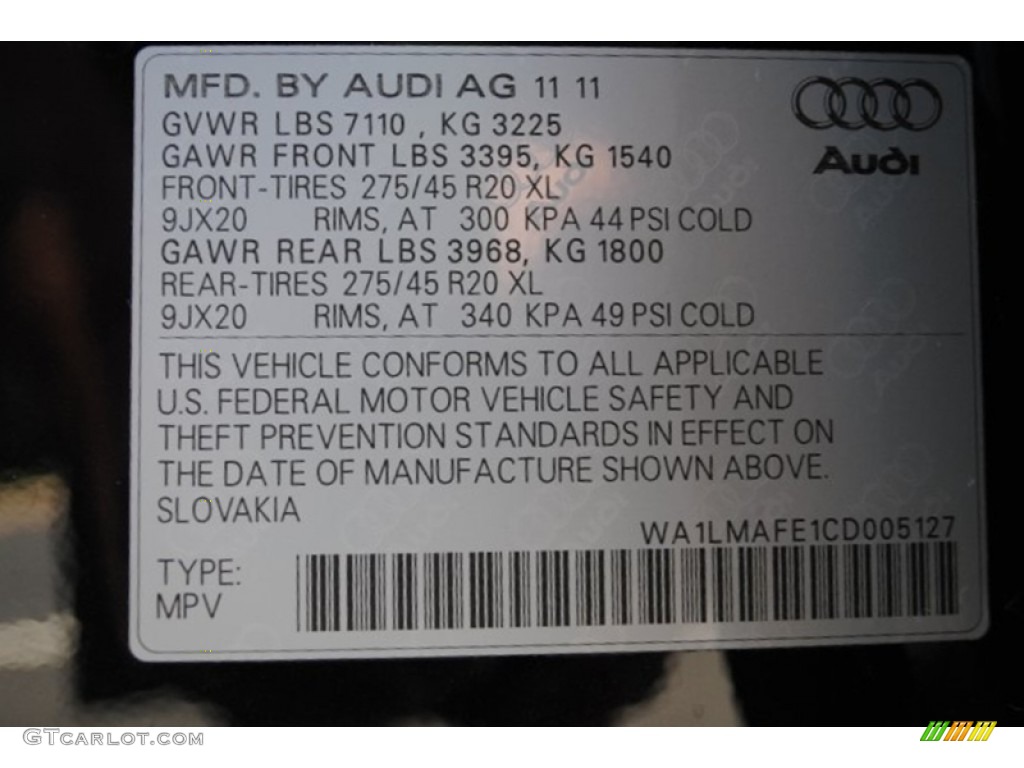 MFD. BY AUDI AG 11 11
GVWR LBS 7110 , KG 3225
GAWR FRONT LBS 3395, KG 1540
Audi
FRONT-TIRES 275/45 R20 XL
9JX20 RIMS, AT 300 KPA 44 PSI COLD
GAWR REAR LBS 3968, KG 1800
REAR-TIRES 275/45 R20 XL
9JX20 RIMS, AT 340 KPA 49 PSI COLD
THIS VEHICLE CONFORMS TO ALL APPLICABLE
U.S. FEDERAL MOTOR VEHICLE SAFETY AND
THEFT PREVENTION STANDARDS IN EFFECT ON
THE DATE OF MANUFACTURE SHOWN ABOVE.
SLOVAKIA
WA1LMAFE1CD005127
TYPE:
MPV
GTCARLOT.COM